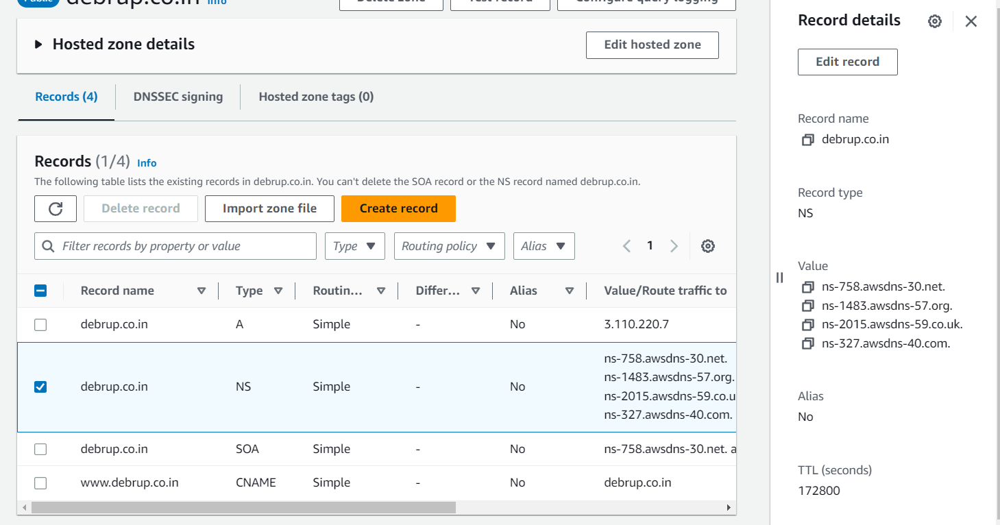 Public debrup.co.in Info
Delete zone Test record Configure query logging
Hosted zone details
Edit hosted zone
Records (4) DNSSEC signing Hosted zone tags (0)
Records (1/4) Info
The following table lists the existing records in debrup.co.in. You can't delete the SOA record or the NS record named debrup.co.in.
Delete record Import zone file Create record
Filter records by property or value Type Routing policy Alias 1
Record name Type Routin... Differ... Alias Value/Route traffic to
debrup.co.in A Simple - No 3.110.220.7
debrup.co.in NS Simple - No
ns-758.awsdns-30.net.
ns-1483.awsdns-57.org.
ns-2015.awsdns-59.co.u
ns-327.awsdns-40.com.
debrup.co.in SOA Simple - No ns-758.awsdns-30.net. a
www.debrup.co.in CNAME Simple - No debrup.co.in
Record details
Edit record
Record name
debrup.co.in
Record type
NS
Value
ns-758.awsdns-30.net.
ns-1483.awsdns-57.org.
ns-2015.awsdns-59.co.uk.
ns-327.awsdns-40.com.
Alias
No
TTL (seconds)
172800